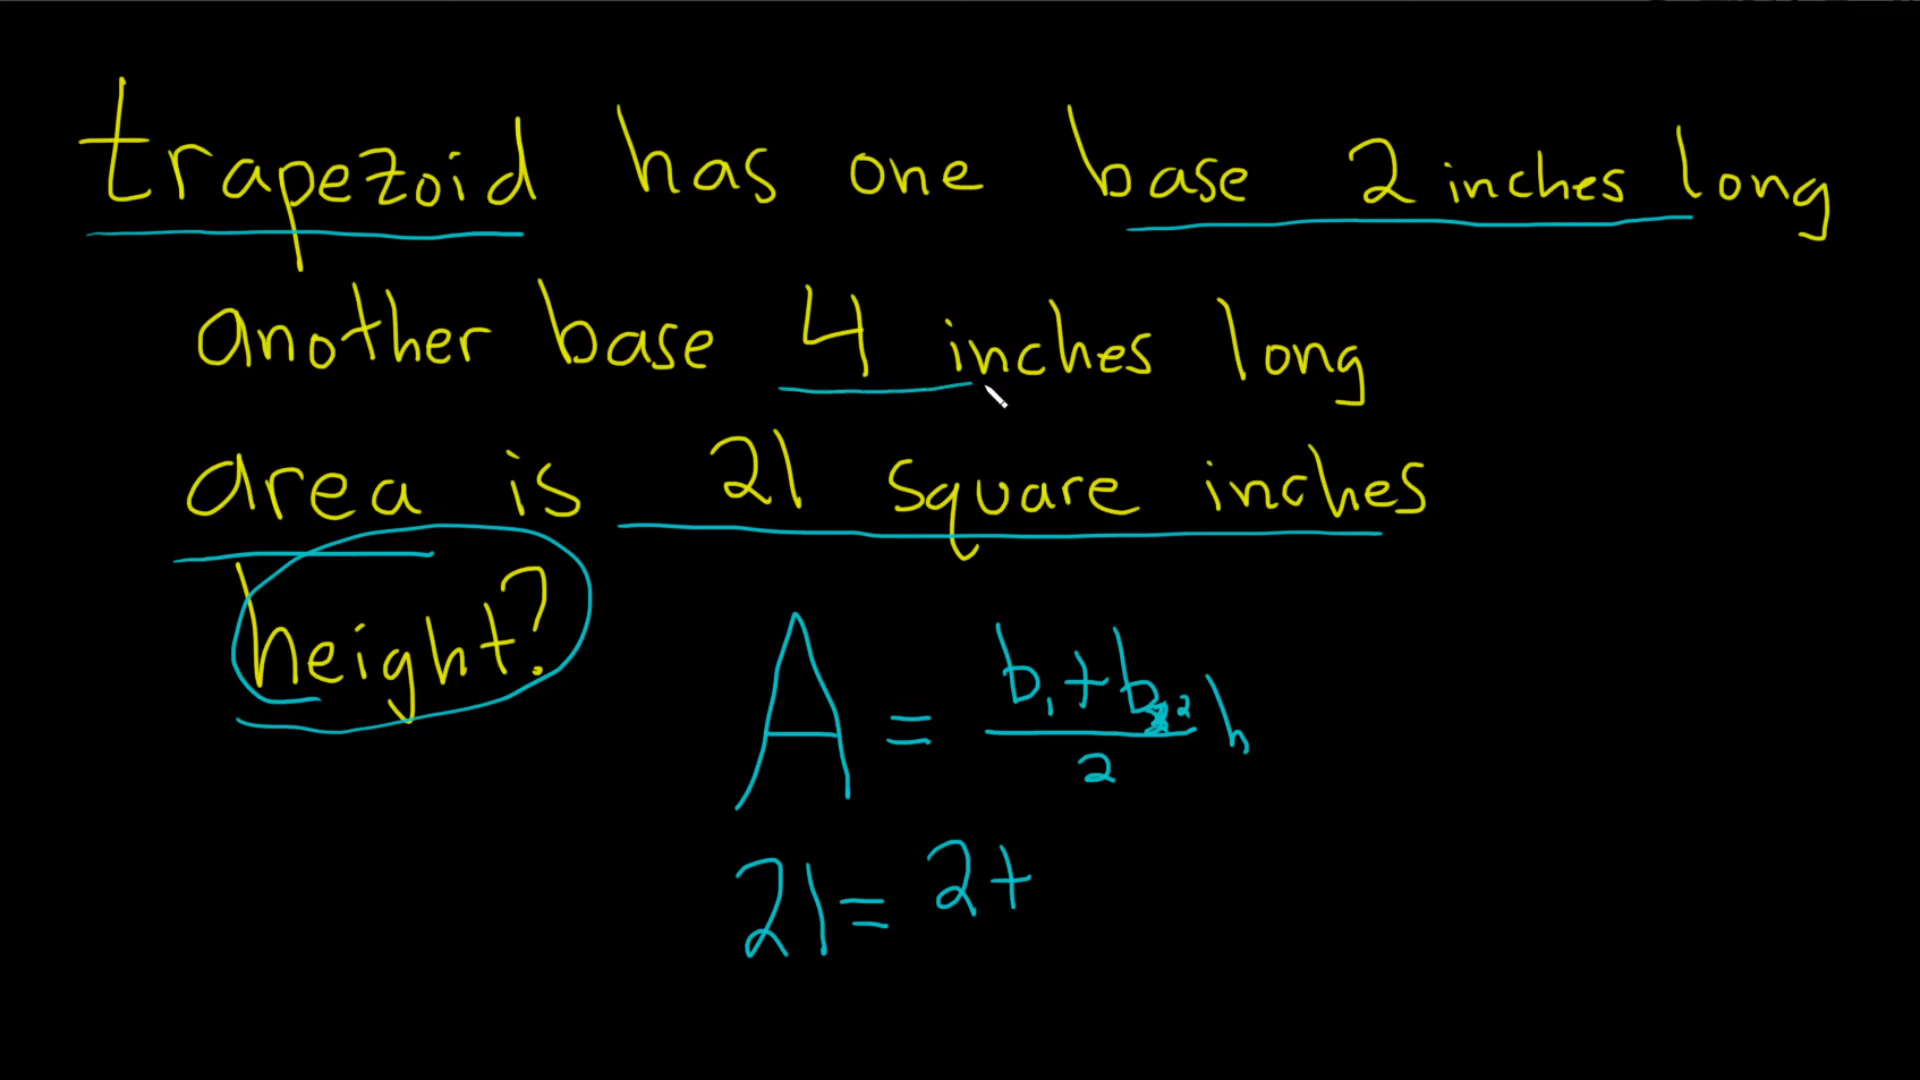 trapezoid has one base 2 inches long
another base 4 inches long
area is 21 square inches
height?
A = b₁+b₂/2 h
21 = 2+